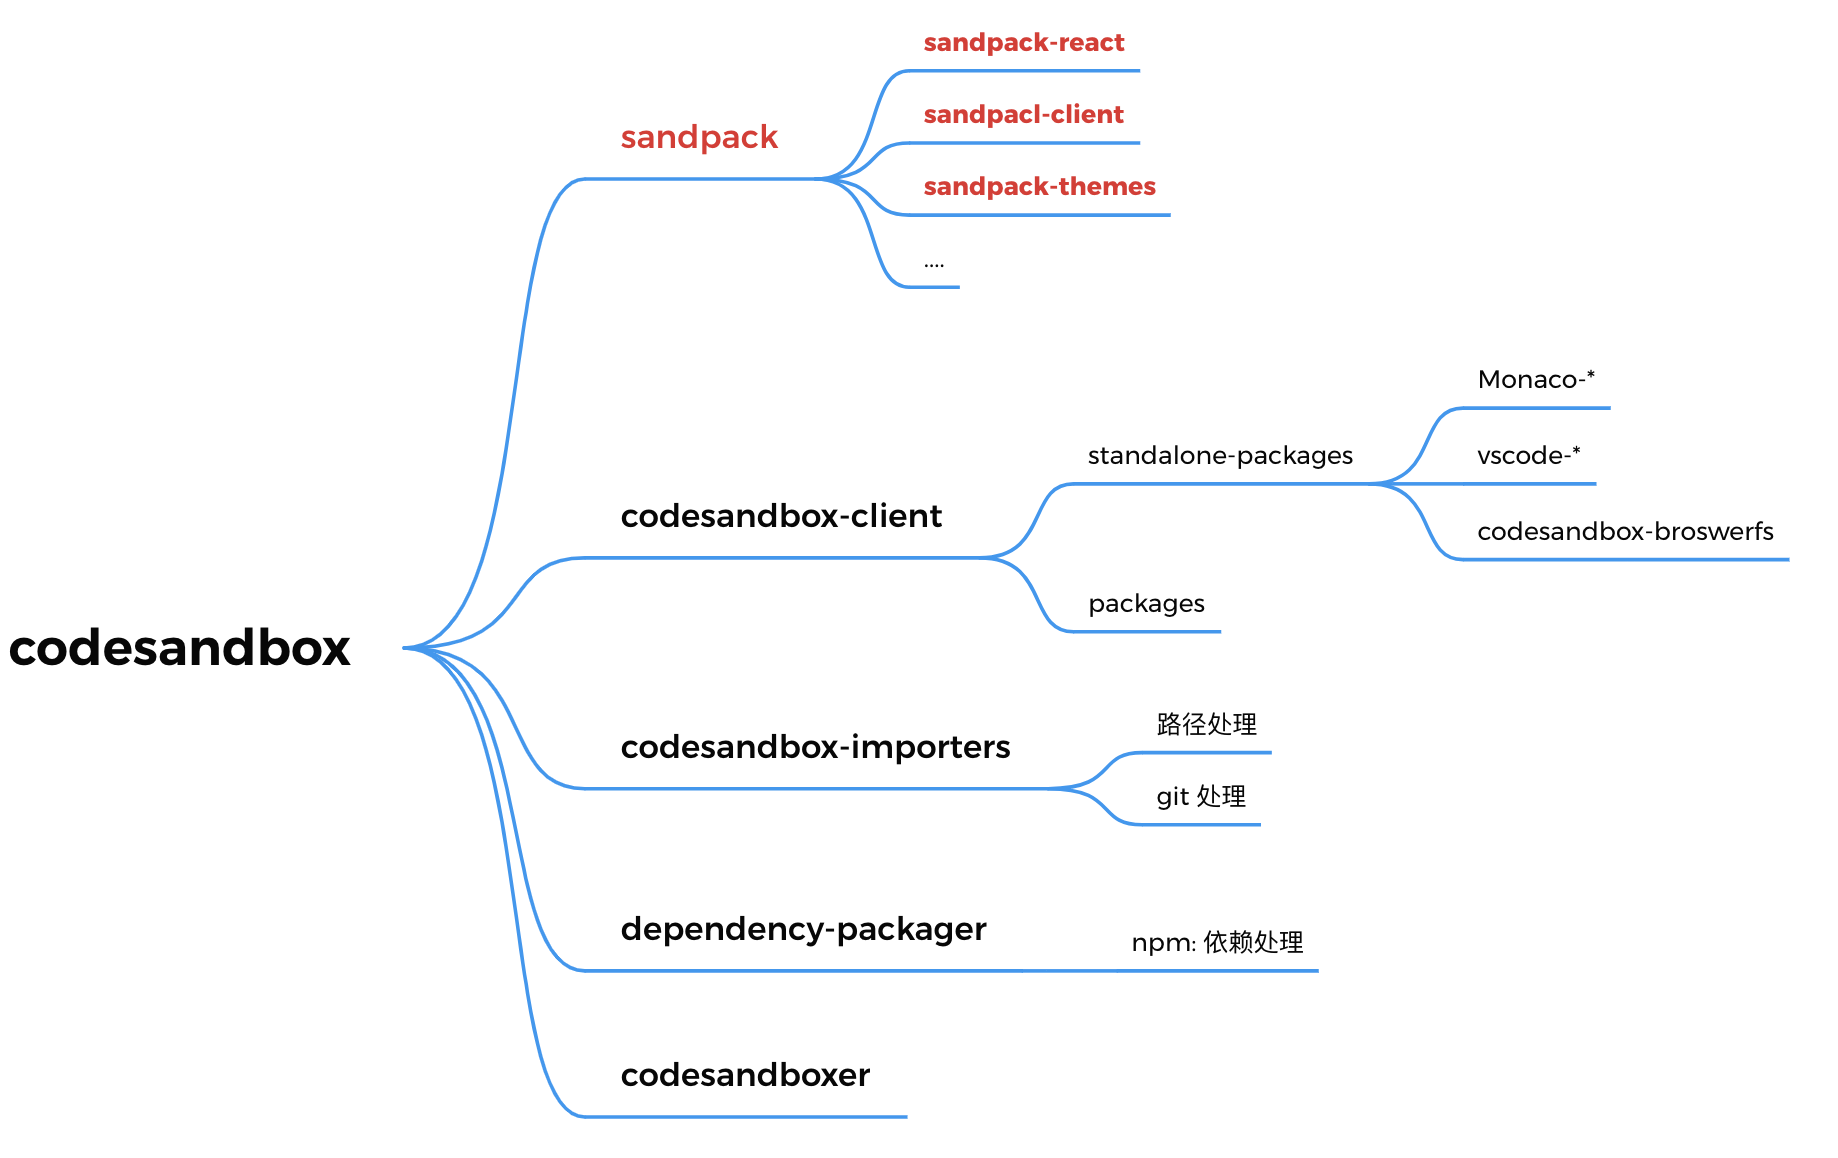 codesandbox
sandpack
sandpack-react
sandpacl-client
sandpack-themes
....
codesandbox-client
standalone-packages
Monaco-*
vscode-*
codesandbox-broswerfs
packages
codesandbox-importers
路径处理
git 处理
dependency-packager
npm: 依赖处理
codesandboxer